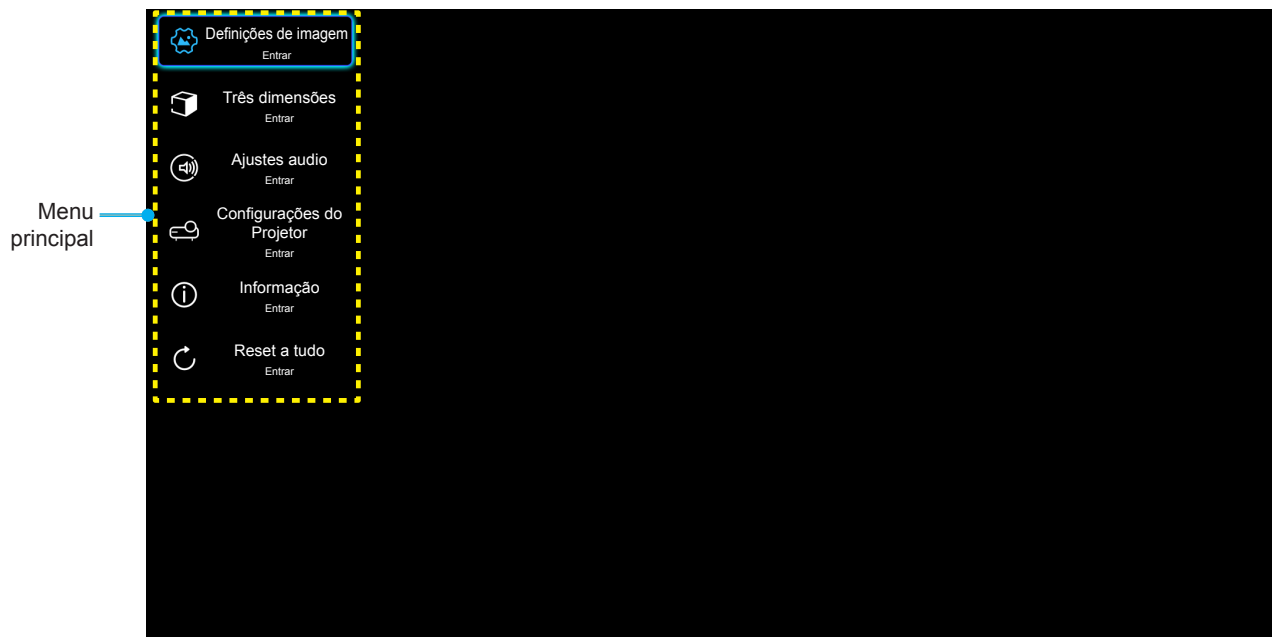 Definições de imagem
Entrar
Três dimensões
Entrar
Ajustes audio
Entrar
Menu
principal
Configurações do
Projetor
Entrar
Informação
Entrar
Reset a tudo
Entrar